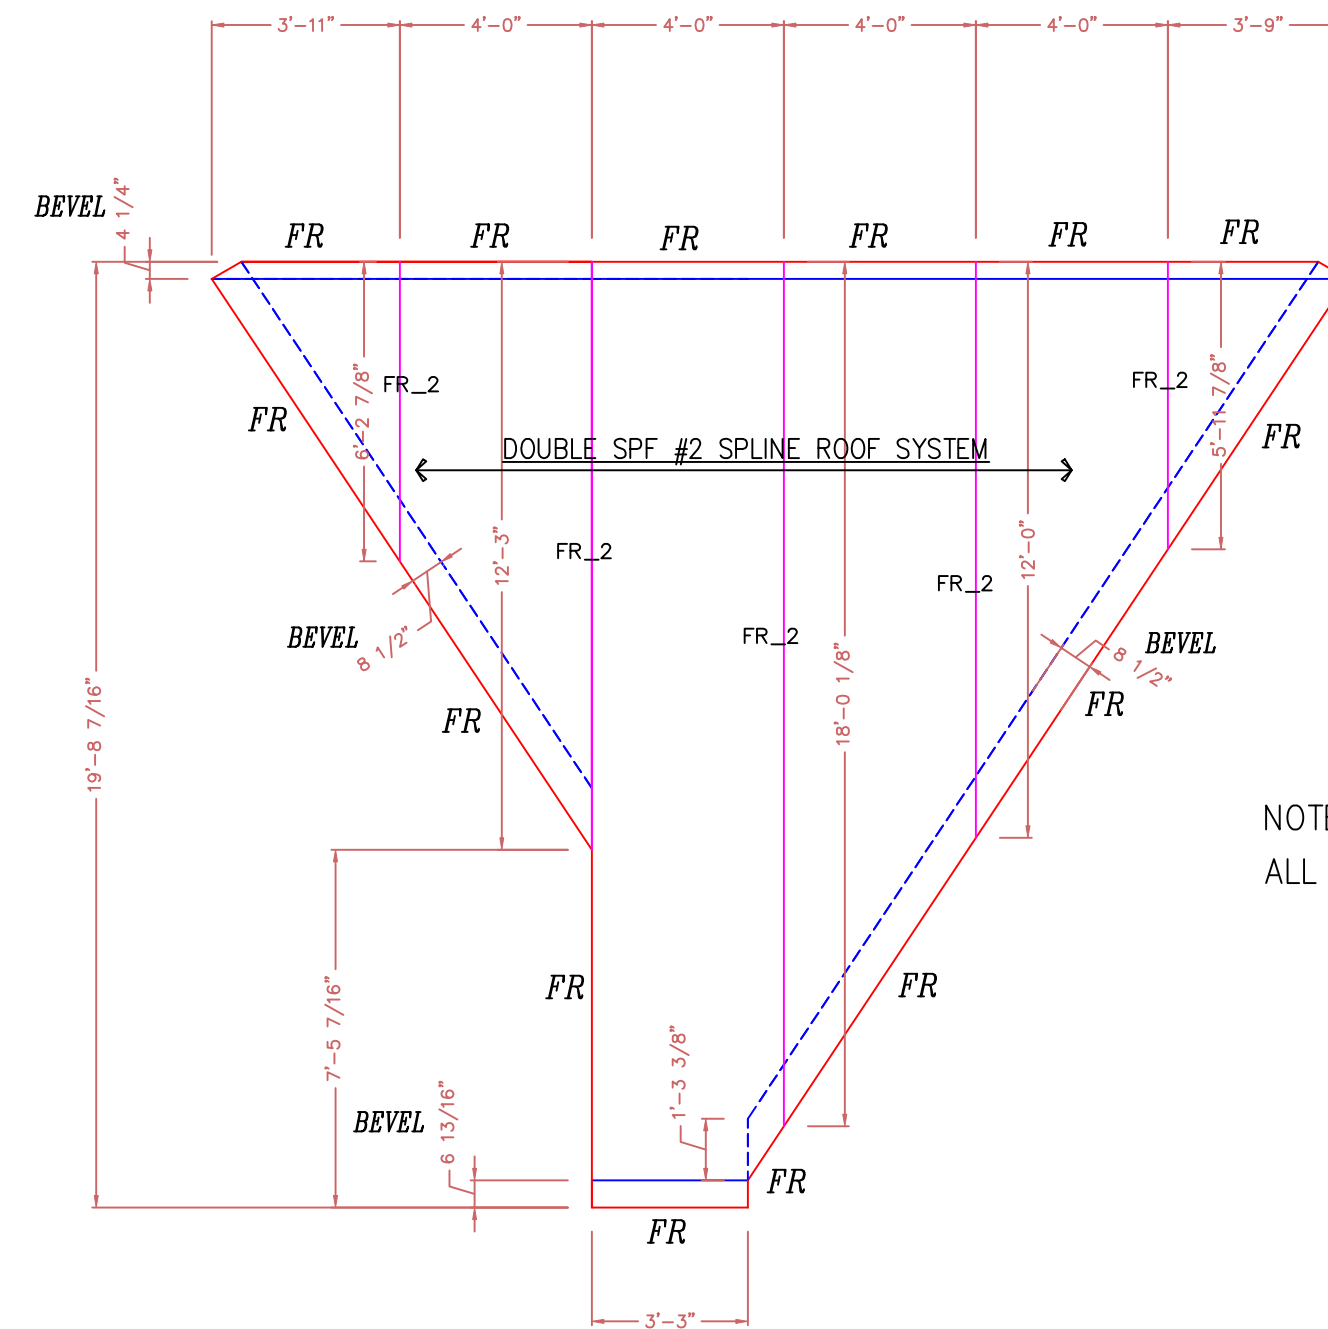 3'-11" 4'-0" 4'-0" 4'-0" 4'-0" 3'-9"
BEVEL 4 1/4"
FR FR FR FR FR FR
FR_2 FR_2
6'-2 7/8" 5'-11 7/8"
FR FR
DOUBLE SPF #2 SPLINE ROOF SYSTEM
12'-3" FR_2 12'-0" FR_2
BEVEL 8 1/2" FR_2 8 1/2" BEVEL
18'-0 1/8"
FR FR
19'-8 7/16"
NOTE
ALL
FR FR
7'-5 7/16"
1'-3 3/8"
BEVEL 6 13/16"
FR
FR
3'-3"